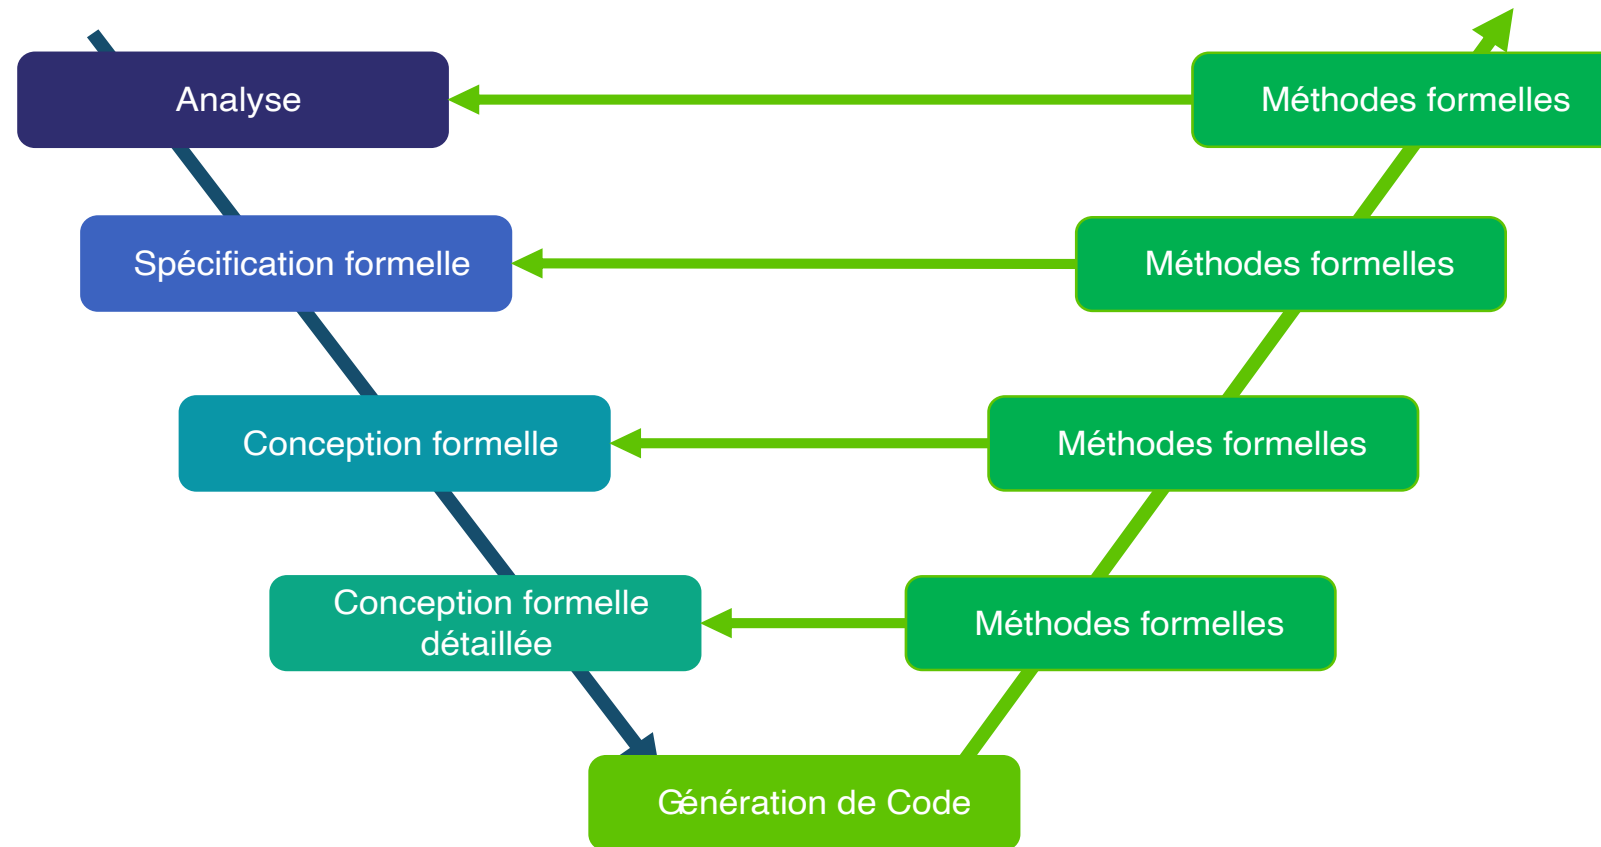 Analyse
Méthodes formelles
Spécification formelle
Méthodes formelles
Conception formelle
Méthodes formelles
Conception formelle
détaillée
Méthodes formelles
Génération de Code